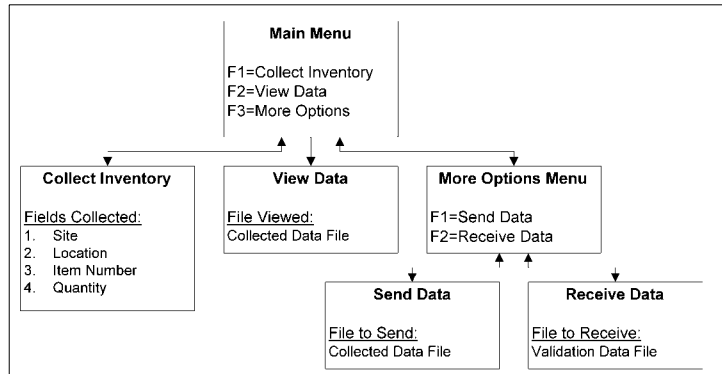 Main Menu
F1=Collect Inventory
F2=View Data
F3=More Options
Collect Inventory
Fields Collected:
1. Site
2. Location
3. Item Number
4. Quantity
View Data
File Viewed:
Collected Data File
More Options Menu
F1=Send Data
F2=Receive Data
Send Data
File to Send:
Collected Data File
Receive Data
File to Receive:
Validation Data File